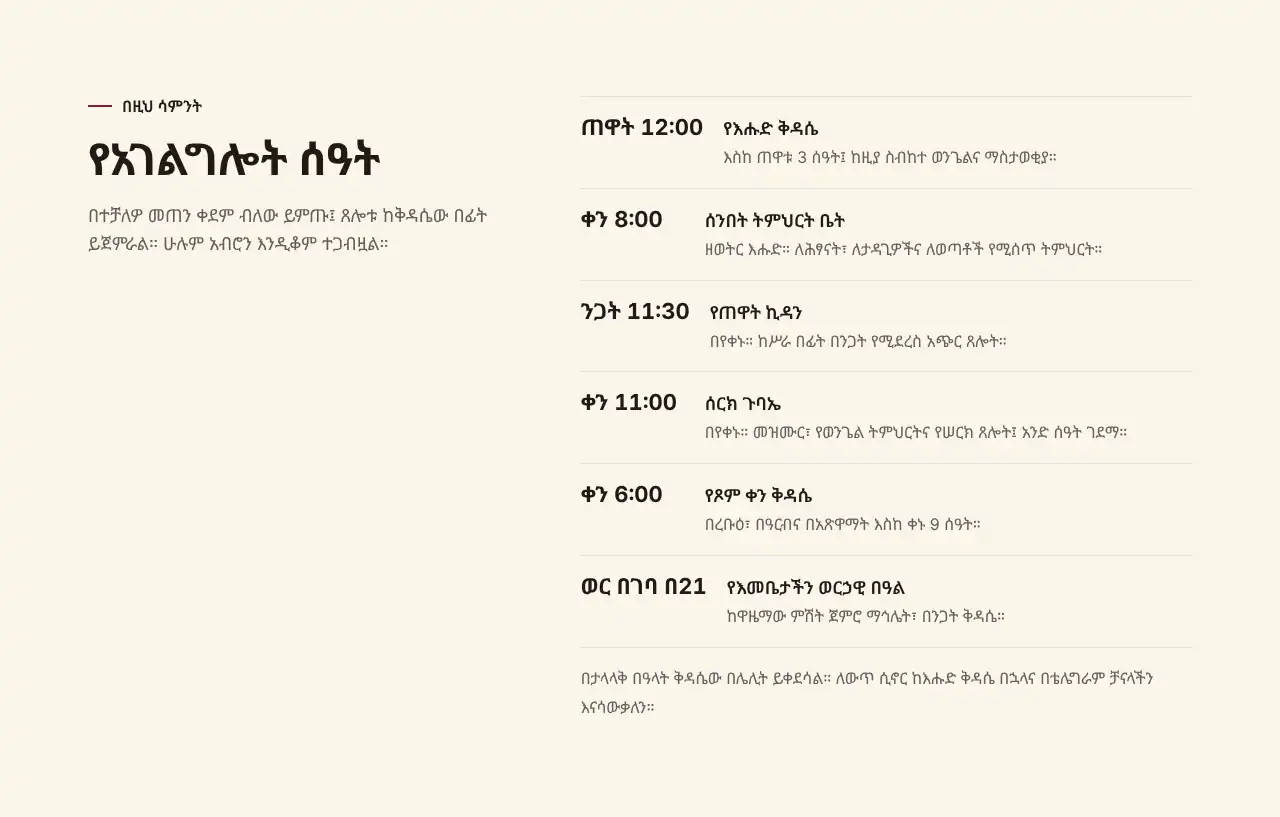 በዚህ ሳምንት
የአገልግሎት ሰዓት
በተቻለዎ መጠን ቀደም ብለው ይምጡ፤ ጸሎቱ ከቅዳሴው በፊት
ይጀምራል። ሁሉም አብሮን እንዲቆም ተጋብዟል።
ጠዋት 12:00
የእሑድ ቅዳሴ
እስከ ጠዋቱ 3 ሰዓት፤ ከዚያ ስብከተ ወንጌልና ማስታወቂያ።
ቀን 8:00
ሰንበት ትምህርት ቤት
ዘወትር እሑድ። ለሕፃናት፣ ለታዳጊዎችና ለወጣቶች የሚሰጥ ትምህርት።
ንጋት 11:30
የጠዋት ኪዳን
በየቀኑ። ከሥራ በፊት በንጋት የሚደረስ አጭር ጸሎት።
ቀን 11:00
ሰርክ ጉባኤ
በየቀኑ። መዝሙር፣ የወንጌል ትምህርትና የሠርክ ጸሎት፤ አንድ ሰዓት ገደማ።
ቀን 6:00
የጾም ቀን ቅዳሴ
በረቡዕ፣ በዓርብና በአጽዋማት እስከ ቀኑ 9 ሰዓት።
ወር በገባ በ21
የእመቤታችን ወርኃዊ በዓል
ከዋዜማው ምሽት ጀምሮ ማኅሌት፣ በንጋት ቅዳሴ።
በታላላቅ በዓላት ቅዳሴው በሌሊት ይቀደሳል። ለውጥ ሲኖር ከእሑድ ቅዳሴ በኋላና በቴሌግራም ቻናላችን
እናሳውቃለን።